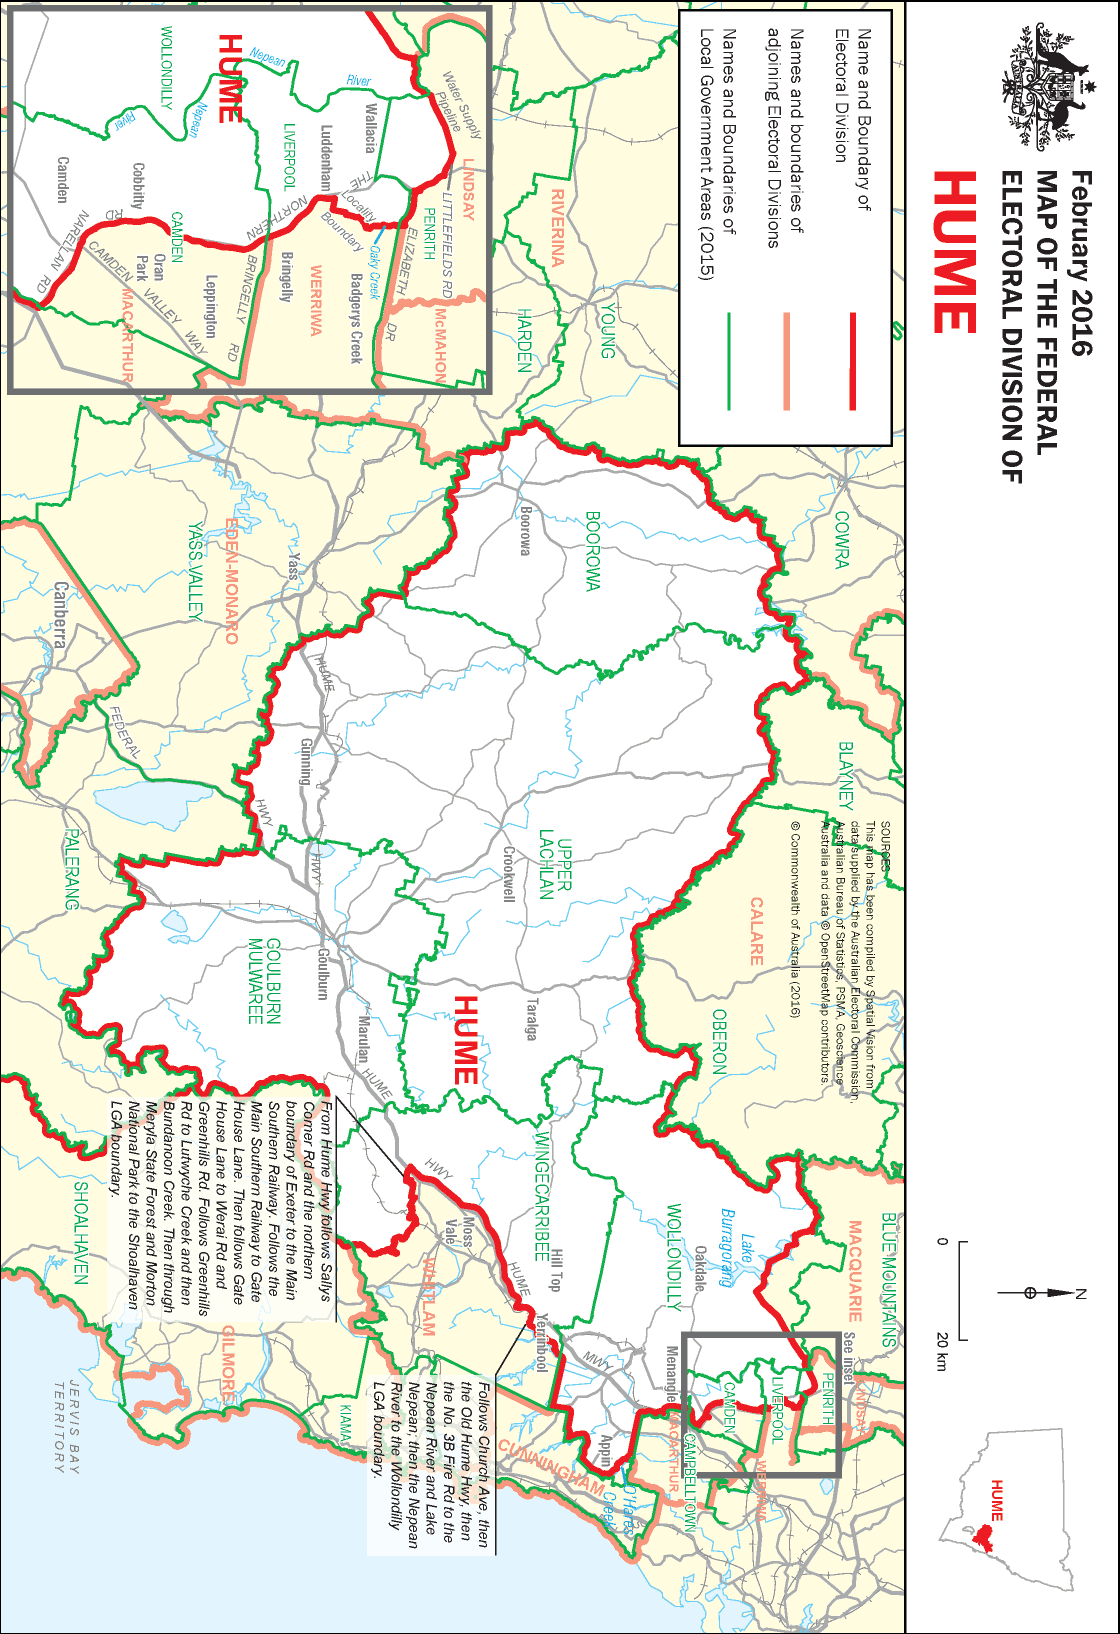 February 2016
MAP OF THE FEDERAL
ELECTORAL DIVISION OF
HUME
N
0
20 km
HUME
Name and Boundary of
Electoral Division
Names and boundaries of
adjoining Electoral Divisions
Names and Boundaries of
Local Government Areas (2015)
SOURCES
This map has been compiled by Spatial Vision from
data supplied by the Australian Electoral Commission,
Australian Bureau of Statistics, PSMA, Geoscience
Australia and data © OpenStreetMap contributors.
© Commonwealth of Australia (2016)
COWRA
BLAYNEY
CALARE
OBERON
BLUE MOUNTAINS
MACQUARIE
See inset
PENRITH
LINDSAY
LIVERPOOL
CAMDEN
WERRIWA
CAMPBELLTOWN
MACARTHUR
Menangle
Lake
Burragorang
Oakdale
WOLLONDILLY
O'Hares
Creek
Appin
MWY
YOUNG
RIVERINA
HARDEN
BOOROWA
Boorowa
UPPER
LACHLAN
Crookwell
Taralga
HUME
WINGECARRIBEE
Hill Top
Yerrinbool
HUME
HWY
Moss
Vale
WHITLAM
CUNNINGHAM
Follows Church Ave, then
the Old Hume Hwy. then
the No. 3B Fire Rd to the
Nepean River and Lake
Nepean; then the Nepean
River to the Wollondilly
LGA boundary.
KIAMA
Yass
HUME
Gunning
HWY
HWY
Goulburn
Marulan
HUME
GOULBURN
MULWAREE
EDEN-MONARO
YASS VALLEY
FEDERAL
Canberra
PALERANG
From Hume Hwy follows Sallys
Corner Rd and the northern
boundary of Exeter to the Main
Southern Railway. Follows the
Main Southern Railway to Gate
House Lane. Then follows Gate
House Lane to Werai Rd and
Greenhills Rd. Follows Greenhills
Rd to Lutwyche Creek and then
Bundanoon Creek. Then through
Meryla State Forest and Morton
National Park to the Shoalhaven
LGA boundary.
SHOALHAVEN
GILMORE
JERVIS BAY
TERRITORY
Water Supply
Pipeline
LINDSAY
LITTLEFIELDS RD
McMAHON
PENRITH
ELIZABETH
DR
Nepean
River
Wallacia
THE
Locality
Boundary
Oaky Creek
Badgerys Creek
Luddenham
WERRIWA
LIVERPOOL
NORTHERN
RD
Bringelly
BRINGELLY
RD
HUME
Nepean
River
WOLLONDILLY
CAMDEN
Leppington
Cobbitty
Oran
Park
CAMDEN
VALLEY
WAY
MACARTHUR
Camden
NARELLAN RD